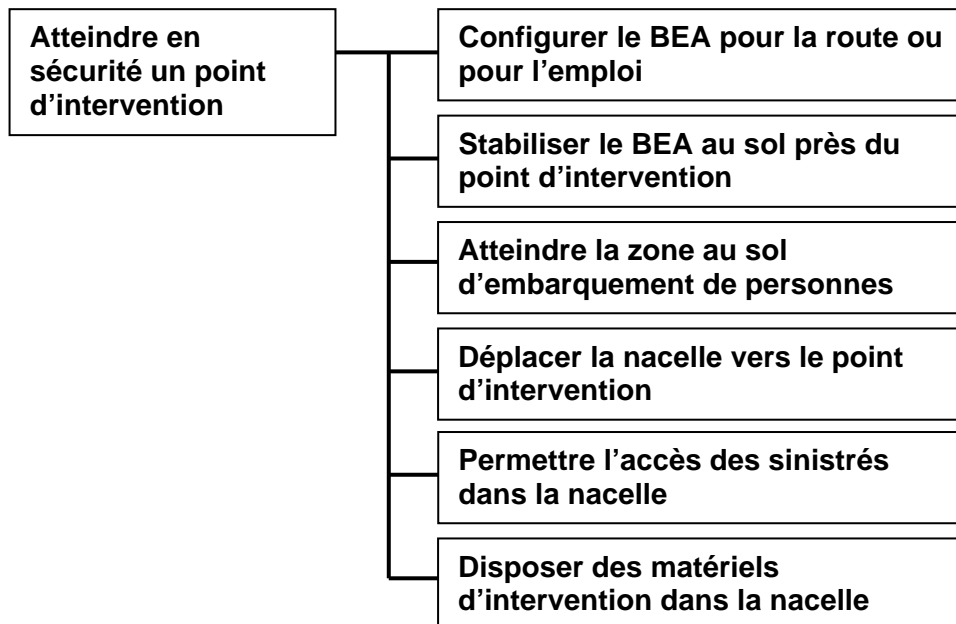 Atteindre en
sécurité un point
d’intervention
Configurer le BEA pour la route ou
pour l’emploi
Stabiliser le BEA au sol près du
point d’intervention
Atteindre la zone au sol
d’embarquement de personnes
Déplacer la nacelle vers le point
d’intervention
Permettre l’accès des sinistrés
dans la nacelle
Disposer des matériels
d’intervention dans la nacelle